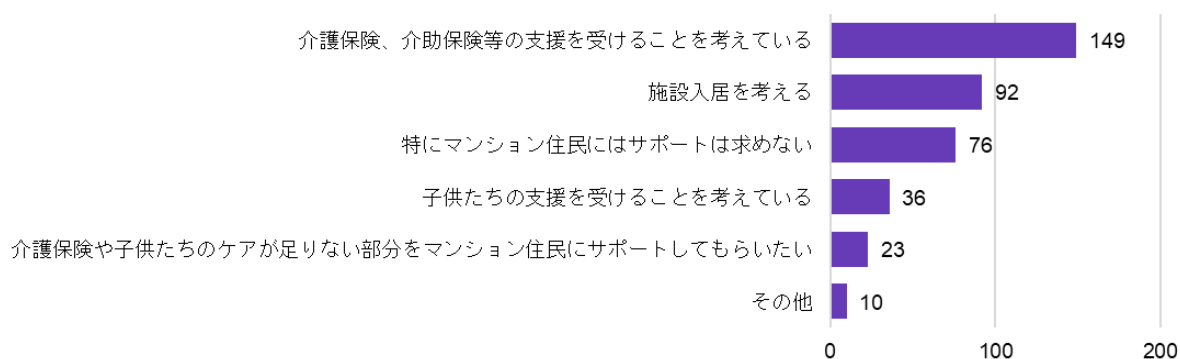 介護保険、介助保険等の支援を受けることを考えている 149
施設入居を考える 92
特にマンション住民にはサポートは求めない 76
子供たちの支援を受けることを考えている 36
介護保険や子供たちのケアが足りない部分をマンション住民にサポートしてもらいたい 23
その他 10
0 100 200